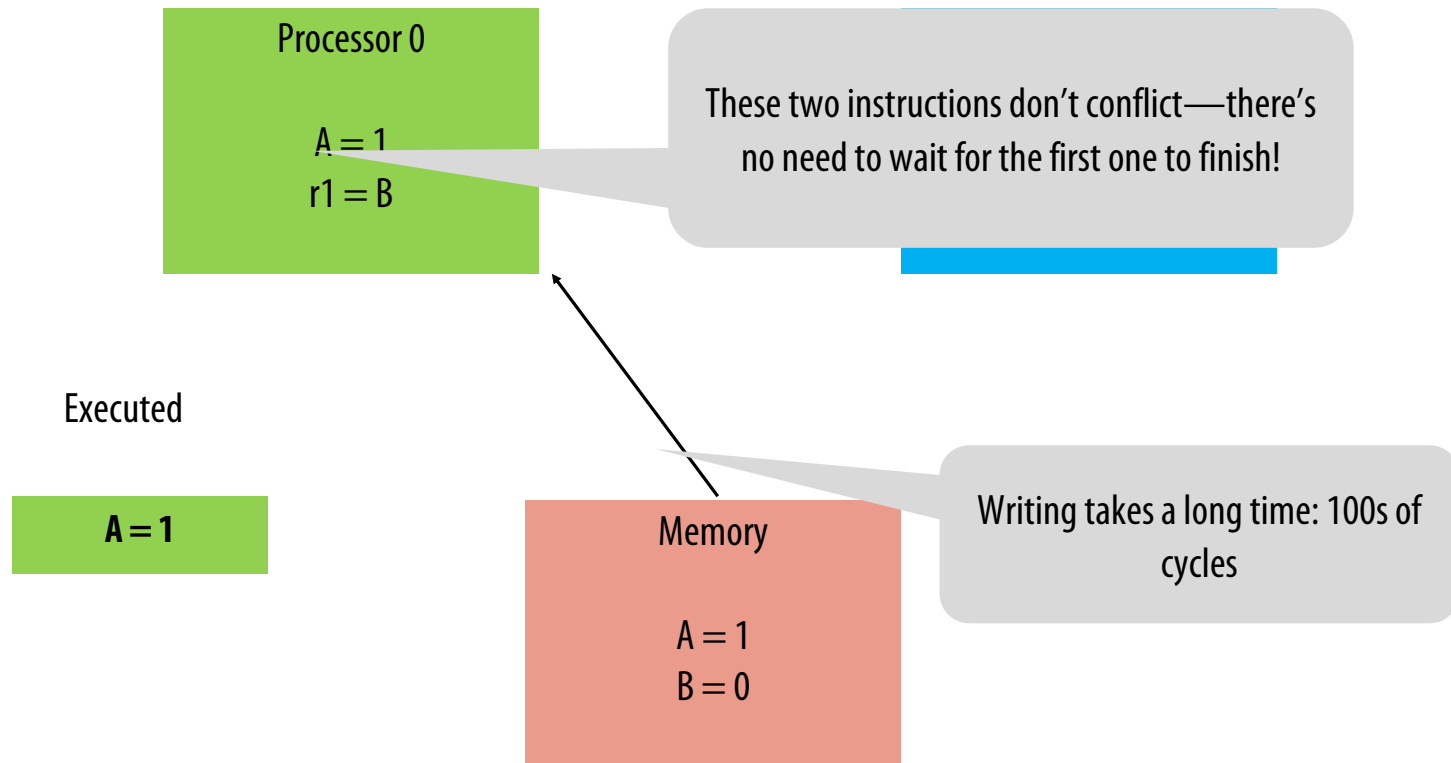 Processor 0
A = 1
r1 = B
These two instructions don’t conflict—there’s
no need to wait for the first one to finish!
Executed
A = 1
Memory
A = 1
B = 0
Writing takes a long time: 100s of
cycles